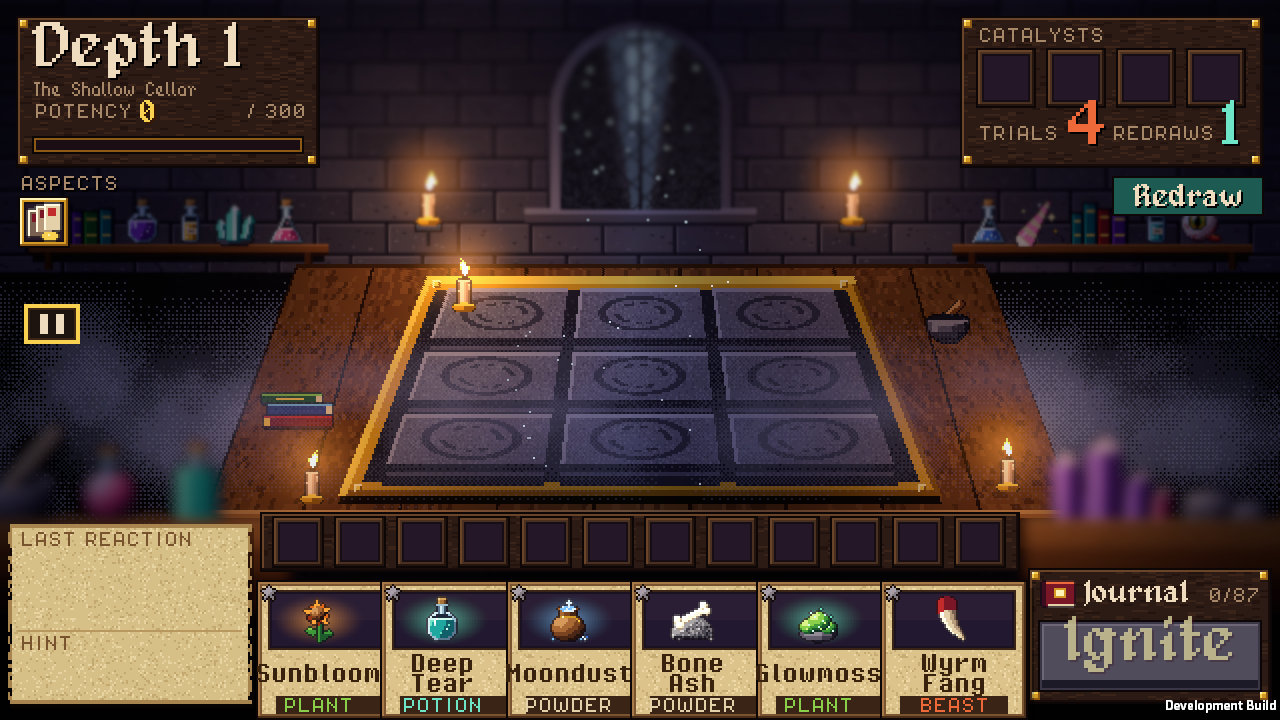 Depth 1
The Shallow Cellar
POTENCY 0 / 300
ASPECTS
CATALYSTS
TRIALS 4 REDRAWS 1
Redraw
LAST REACTION
HINT
Sunbloom
PLANT
Deep
Tear
POTION
Moondust
POWDER
Bone
Ash
POWDER
Glowmoss
PLANT
Wyrm
Fang
BEAST
Journal 0/87
Ignite
Development Build